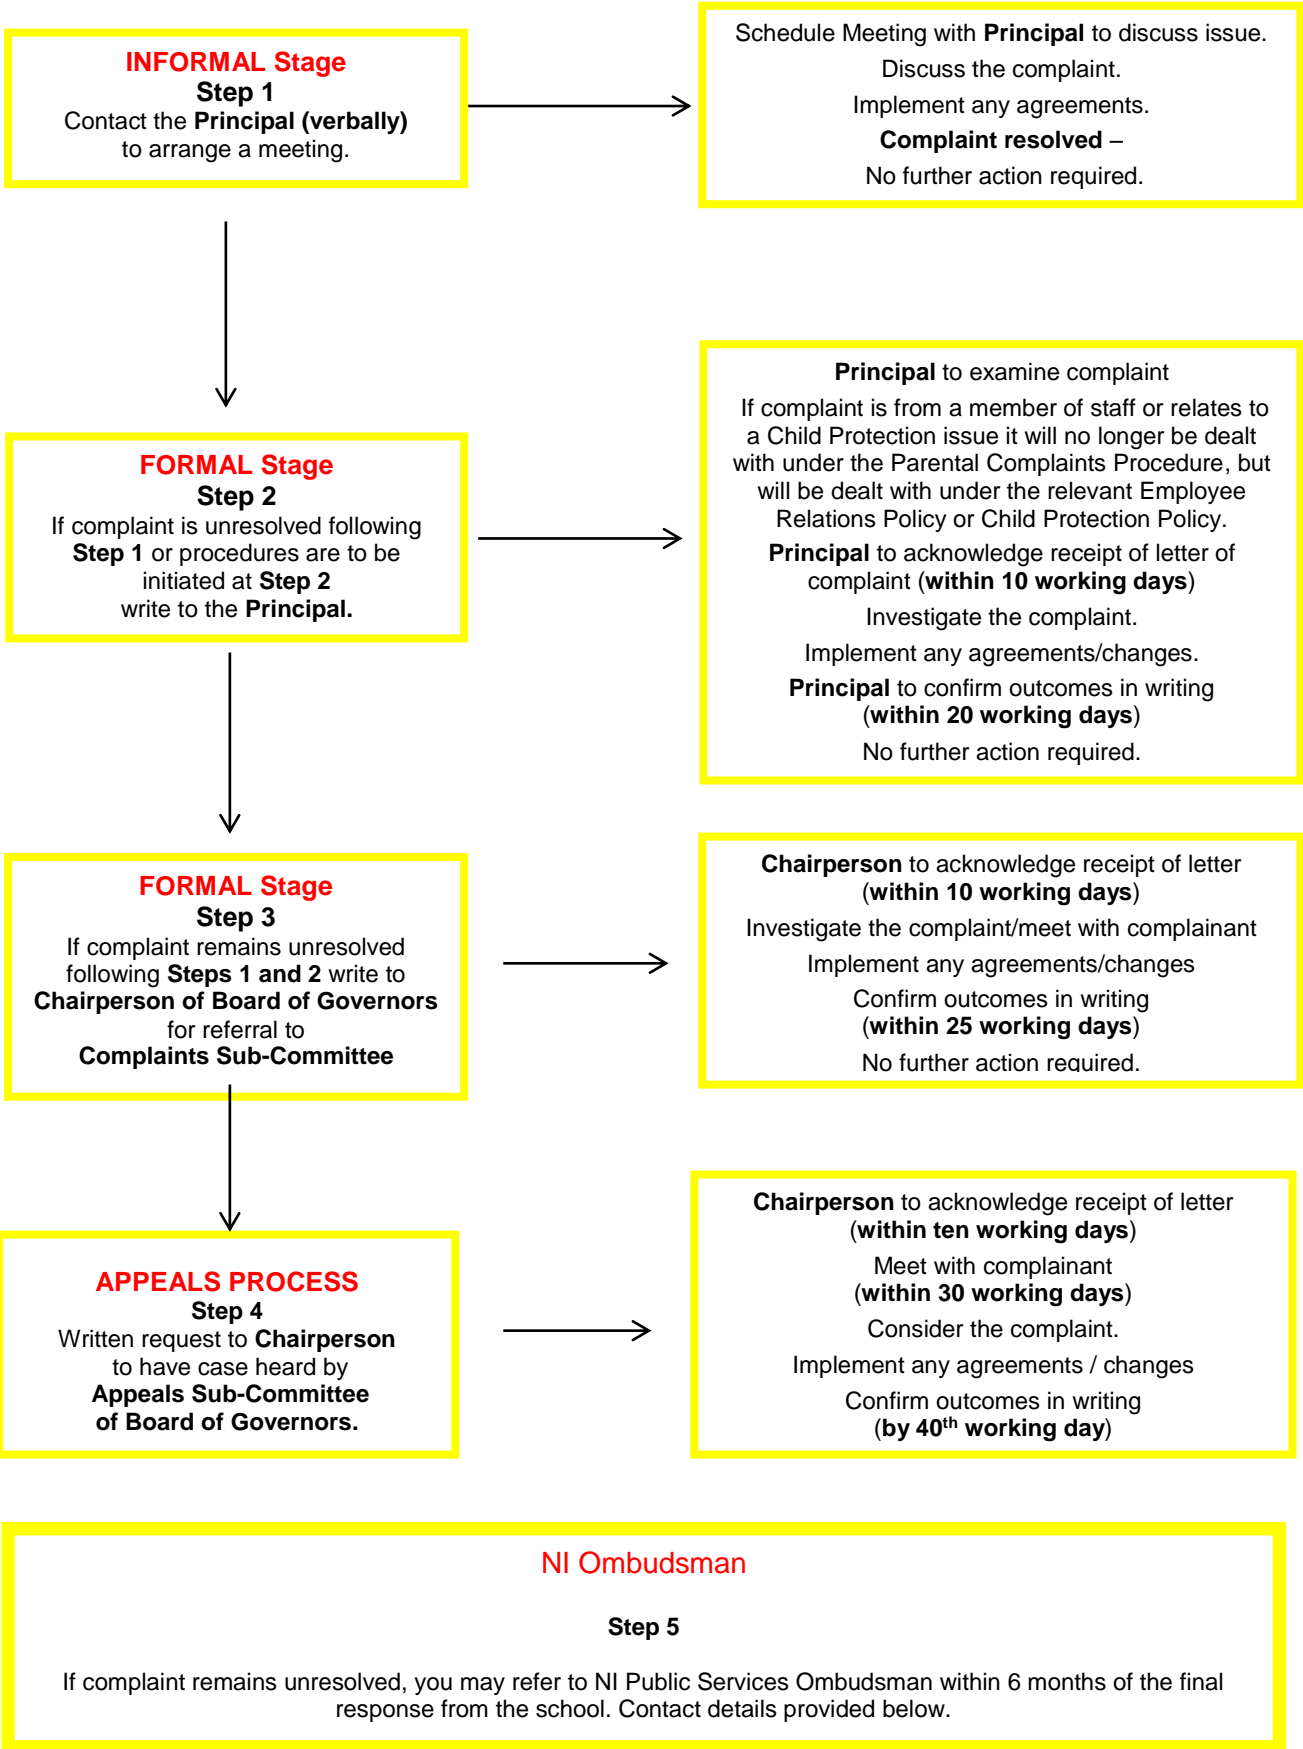 INFORMAL Stage
Step 1
Contact the Principal (verbally)
to arrange a meeting.
Schedule Meeting with Principal to discuss issue.
Discuss the complaint.
Implement any agreements.
Complaint resolved –
No further action required.
FORMAL Stage
Step 2
If complaint is unresolved following
Step 1 or procedures are to be
initiated at Step 2
write to the Principal.
Principal to examine complaint
If complaint is from a member of staff or relates to
a Child Protection issue it will no longer be dealt
with under the Parental Complaints Procedure, but
will be dealt with under the relevant Employee
Relations Policy or Child Protection Policy.
Principal to acknowledge receipt of letter of
complaint (within 10 working days)
Investigate the complaint.
Implement any agreements/changes.
Principal to confirm outcomes in writing
(within 20 working days)
No further action required.
FORMAL Stage
Step 3
If complaint remains unresolved
following Steps 1 and 2 write to
Chairperson of Board of Governors
for referral to
Complaints Sub-Committee
Chairperson to acknowledge receipt of letter
(within 10 working days)
Investigate the complaint/meet with complainant
Implement any agreements/changes
Confirm outcomes in writing
(within 25 working days)
No further action required.
APPEALS PROCESS
Step 4
Written request to Chairperson
to have case heard by
Appeals Sub-Committee
of Board of Governors.
Chairperson to acknowledge receipt of letter
(within ten working days)
Meet with complainant
(within 30 working days)
Consider the complaint.
Implement any agreements / changes
Confirm outcomes in writing
(by 40th working day)
NI Ombudsman
Step 5
If complaint remains unresolved, you may refer to NI Public Services Ombudsman within 6 months of the final
response from the school. Contact details provided below.